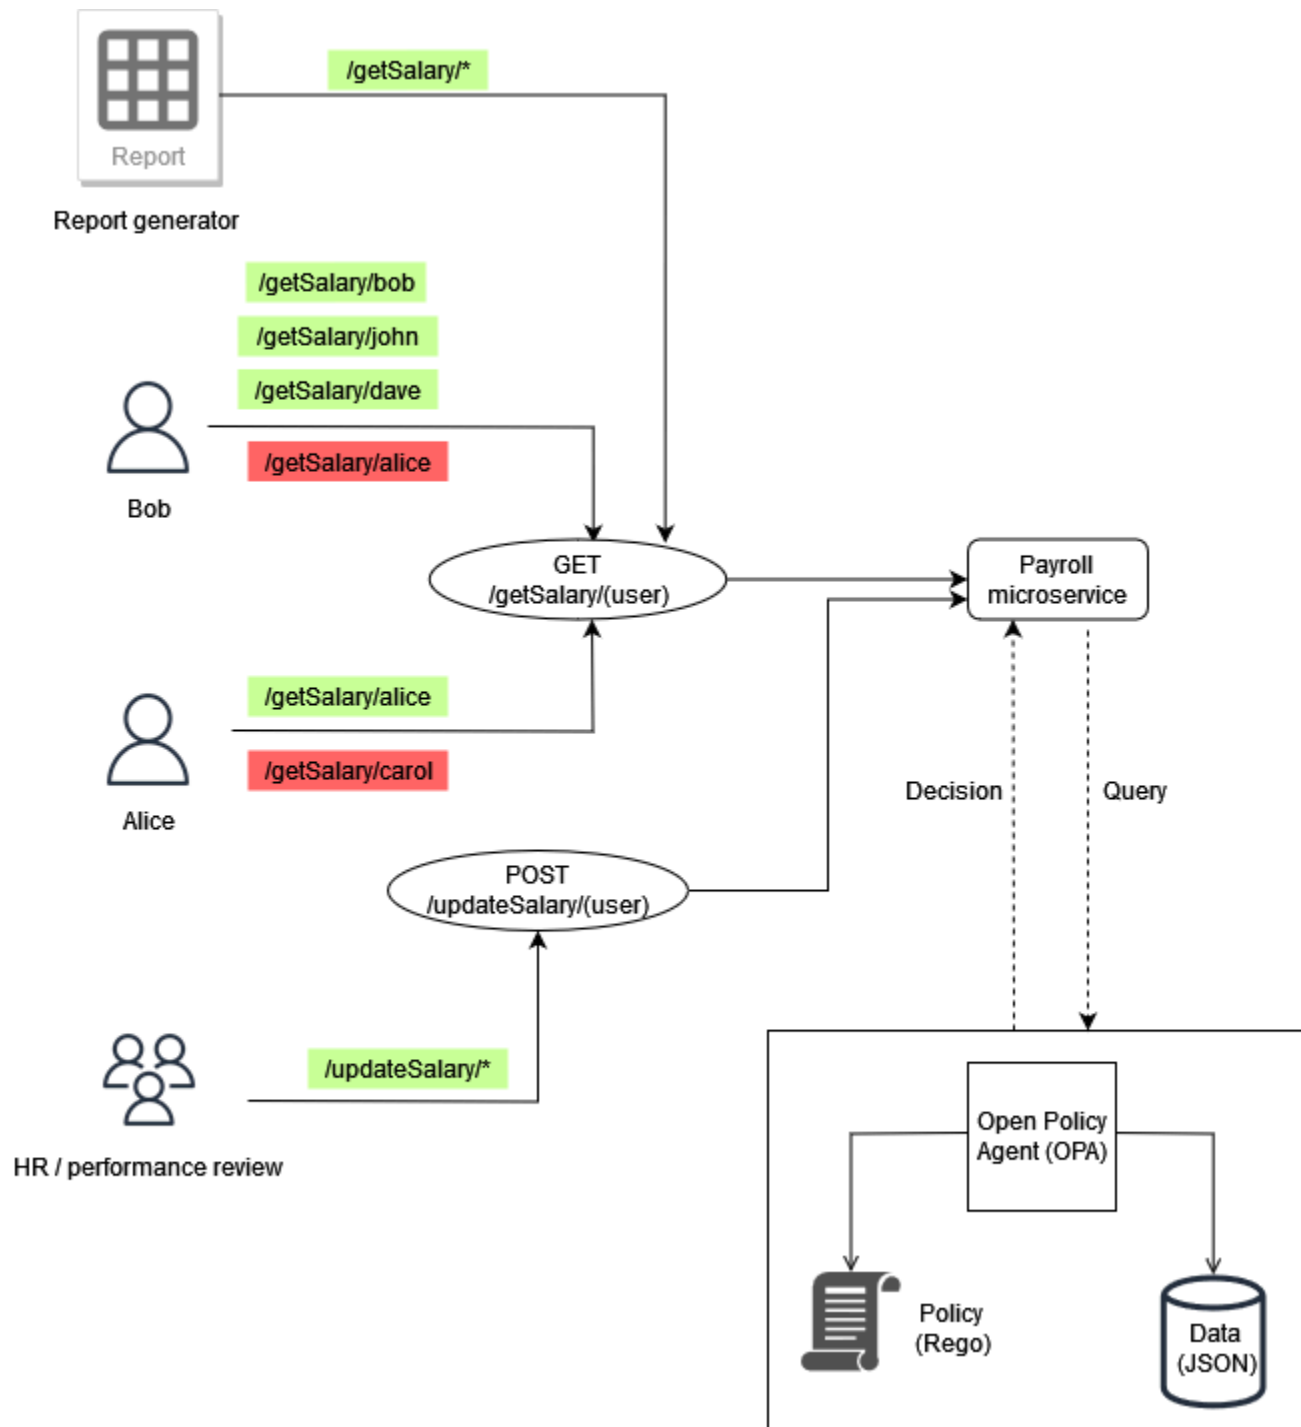 /getSalary/*
Report
Report generator
/getSalary/bob
/getSalary/john
/getSalary/dave
/getSalary/alice
Bob
GET
/getSalary/(user)
Payroll
microservice
/getSalary/alice
/getSalary/carol
Alice
Decision
Query
POST
/updateSalary/(user)
/updateSalary/*
HR / performance review
Open Policy
Agent (OPA)
Policy
(Rego)
Data
(JSON)